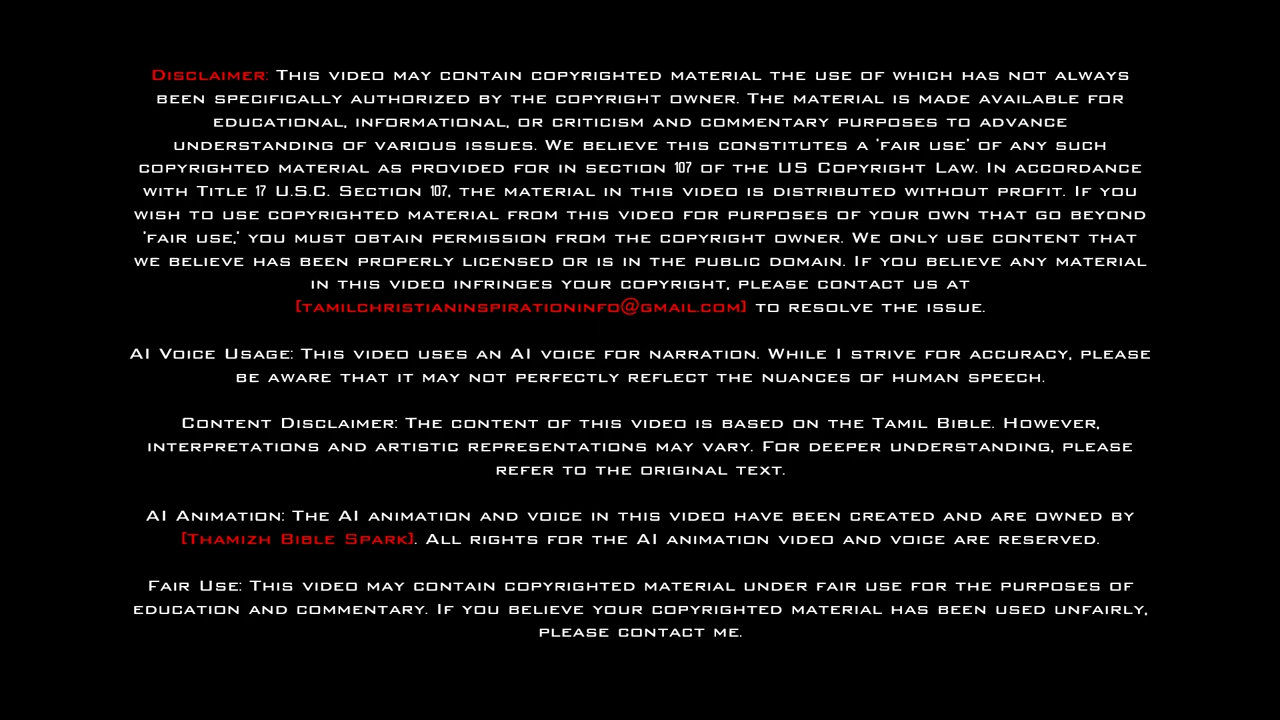 Disclaimer: This video may contain copyrighted material the use of which has not always
been specifically authorized by the copyright owner. The material is made available for
educational, informational, or criticism and commentary purposes to advance
understanding of various issues. We believe this constitutes a 'fair use' of any such
copyrighted material as provided for in section 107 of the US Copyright Law. In accordance
with Title 17 U.S.C. Section 107, the material in this video is distributed without profit. If you
wish to use copyrighted material from this video for purposes of your own that go beyond
'fair use,' you must obtain permission from the copyright owner. We only use content that
we believe has been properly licensed or is in the public domain. If you believe any material
in this video infringes your copyright, please contact us at
[tamilchristianinspirationinfo@gmail.com] to resolve the issue.
AI Voice Usage: This video uses an AI voice for narration. While I strive for accuracy, please
be aware that it may not perfectly reflect the nuances of human speech.
Content Disclaimer: The content of this video is based on the Tamil Bible. However,
interpretations and artistic representations may vary. For deeper understanding, please
refer to the original text.
AI Animation: The AI animation and voice in this video have been created and are owned by
[Thamizh Bible Spark]. All rights for the AI animation video and voice are reserved.
Fair Use: This video may contain copyrighted material under fair use for the purposes of
education and commentary. If you believe your copyrighted material has been used unfairly,
please contact me.